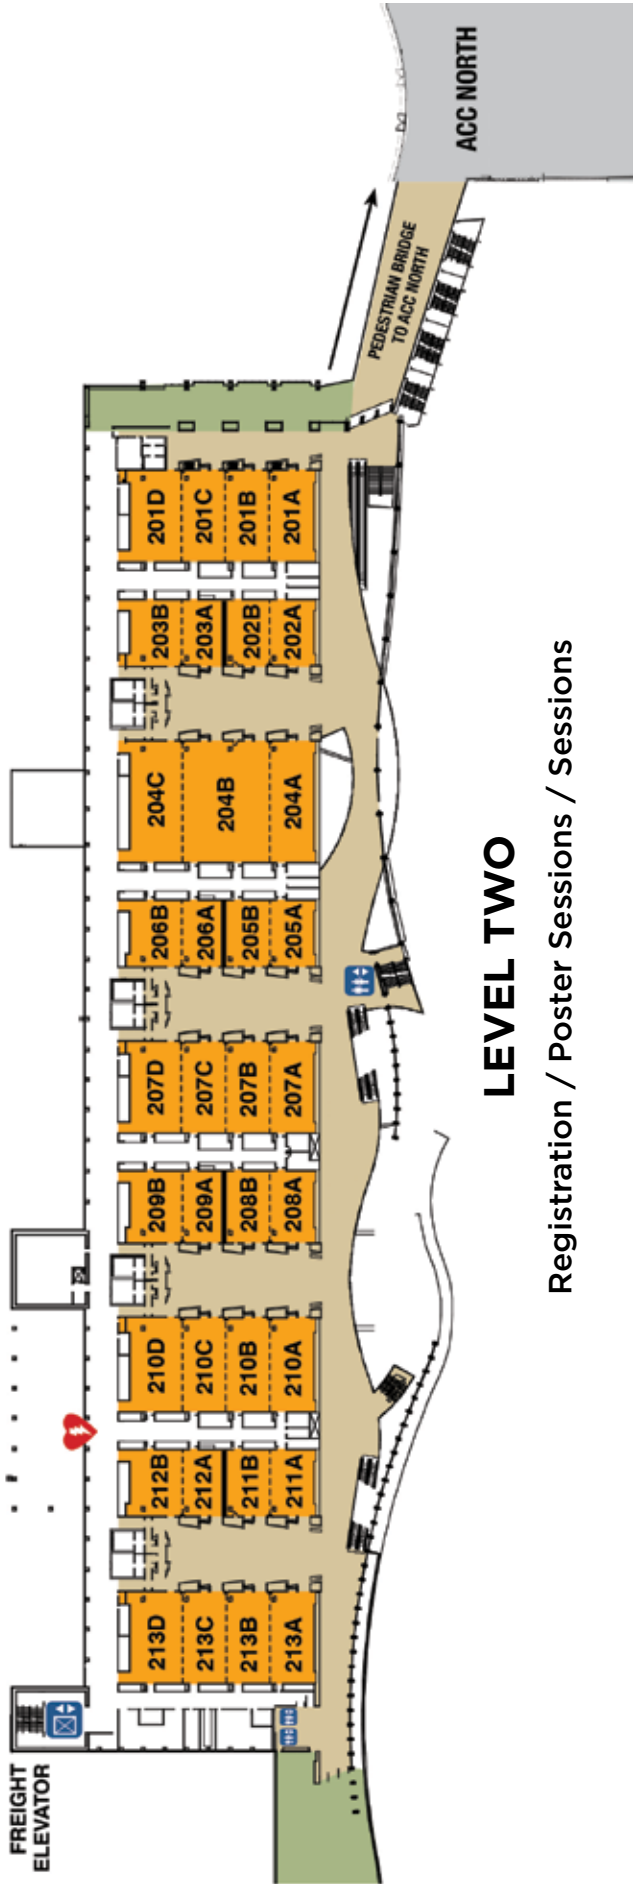 FREIGHT
ELEVATOR
213D
213C
213B
213A
212B
212A
211B
211A
210D
210C
210B
210A
209B
209A
208B
208A
207D
207C
207B
207A
206B
206A
205B
205A
204C
204B
204A
203B
203A
202B
202A
201D
201C
201B
201A
PEDESTRIAN BRIDGE
TO ACC NORTH
ACC NORTH
LEVEL TWO
Registration / Poster Sessions / Sessions